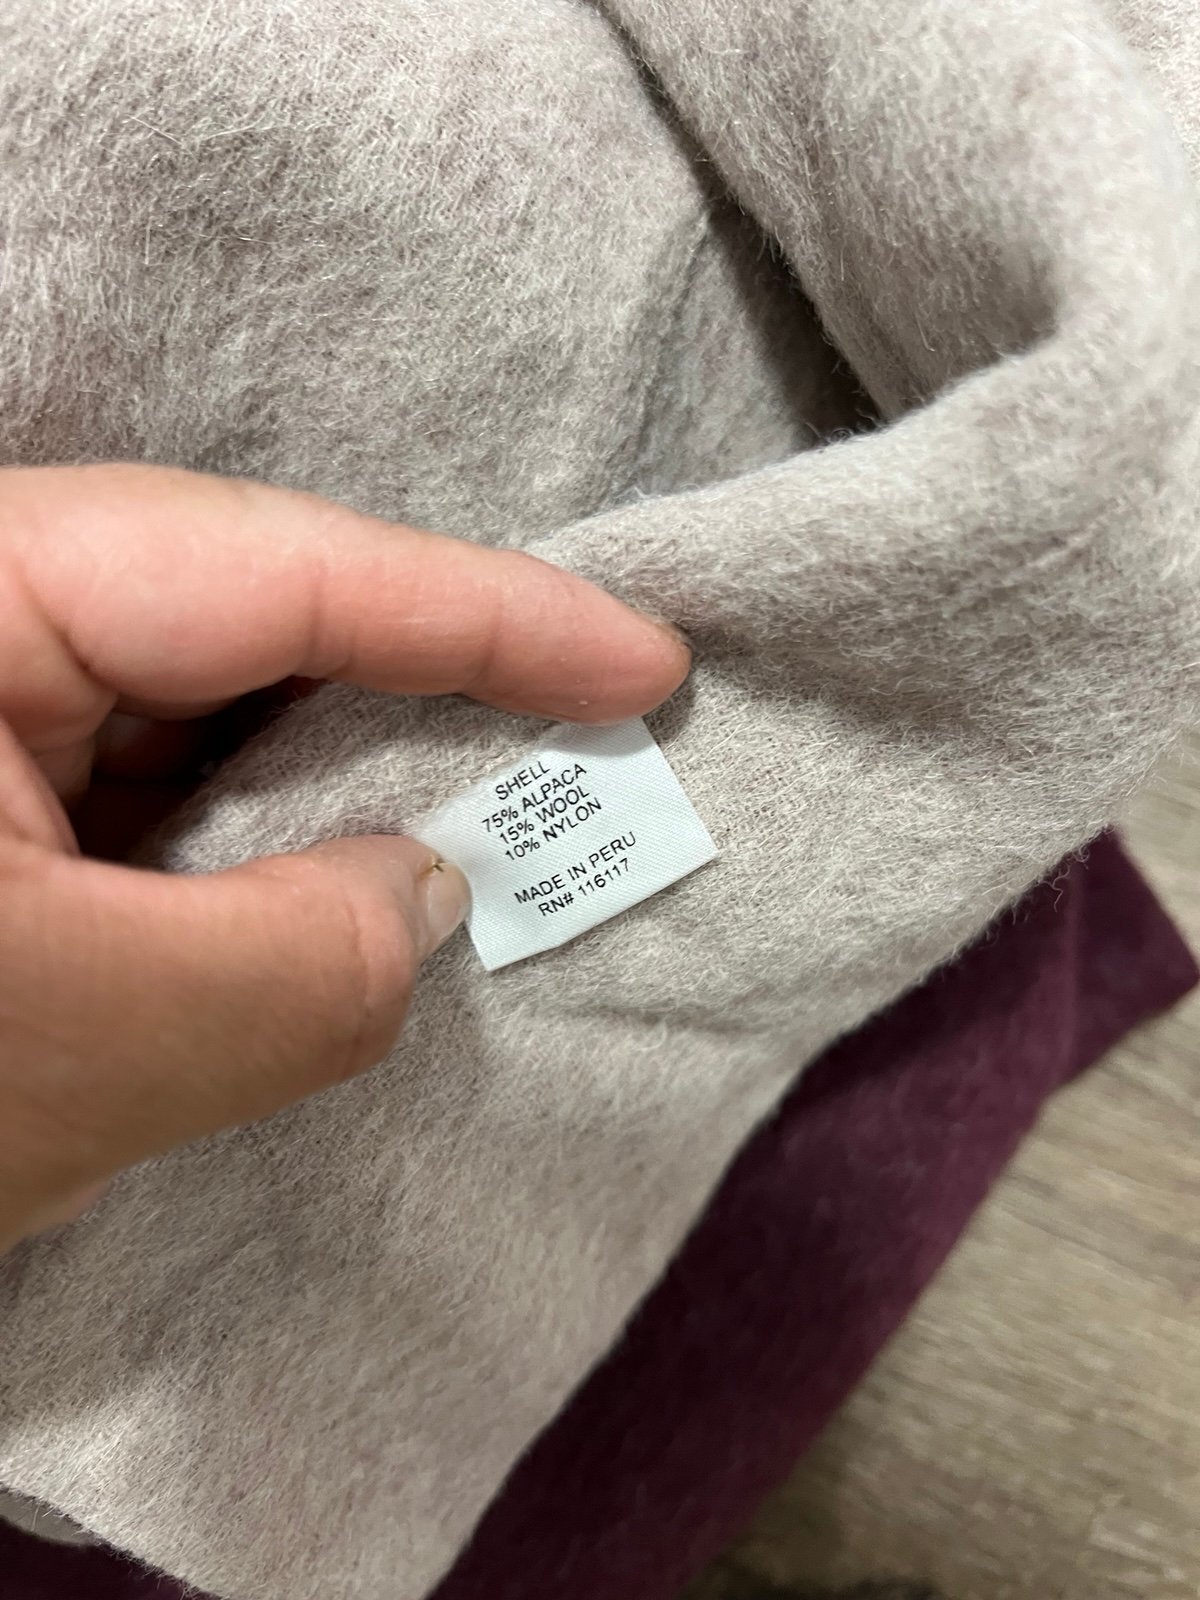 SHELL
75% ALPACA
15% WOOL
10% NYLON
MADE IN PERU
RN# 116117